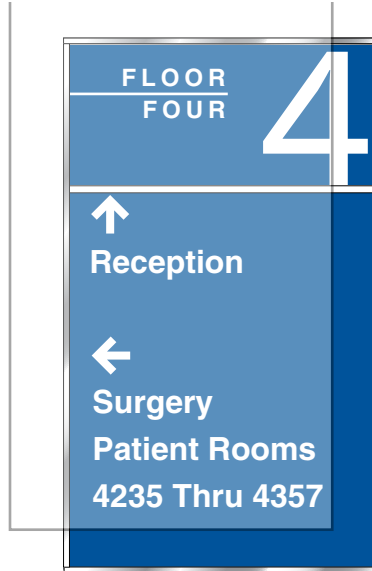 FLOOR
FOUR
4
Reception
Surgery
Patient Rooms
4235 Thru 4357